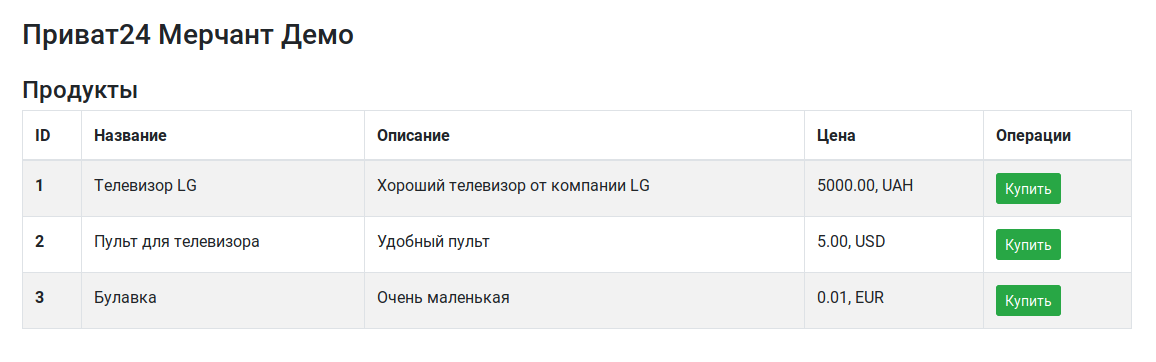 Приват24 Мерчант Демо
Продукты
ID Название Описание Цена Операции
1 Телевизор LG Хороший телевизор от компании LG 5000.00, UAH Купить
2 Пульт для телевизора Удобный пульт 5.00, USD Купить
3 Булавка Очень маленькая 0.01, EUR Купить